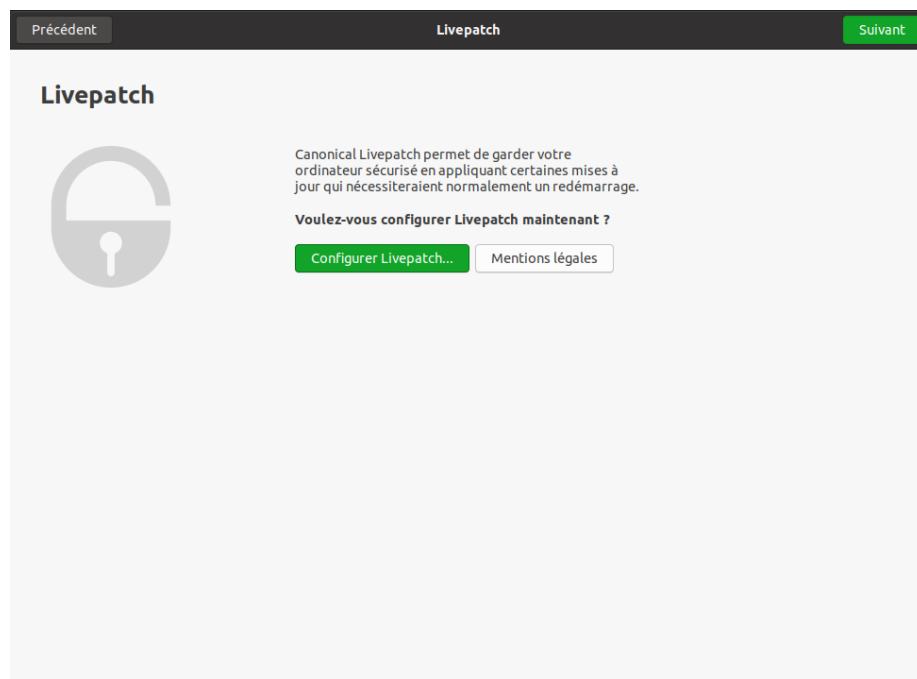 Précédent
Livepatch
Suivant
Livepatch
Canonical Livepatch permet de garder votre
ordinateur sécurisé en appliquant certaines mises à
jour qui nécessiteraient normalement un redémarrage.
Voulez-vous configurer Livepatch maintenant ?
Configurer Livepatch...
Mentions légales